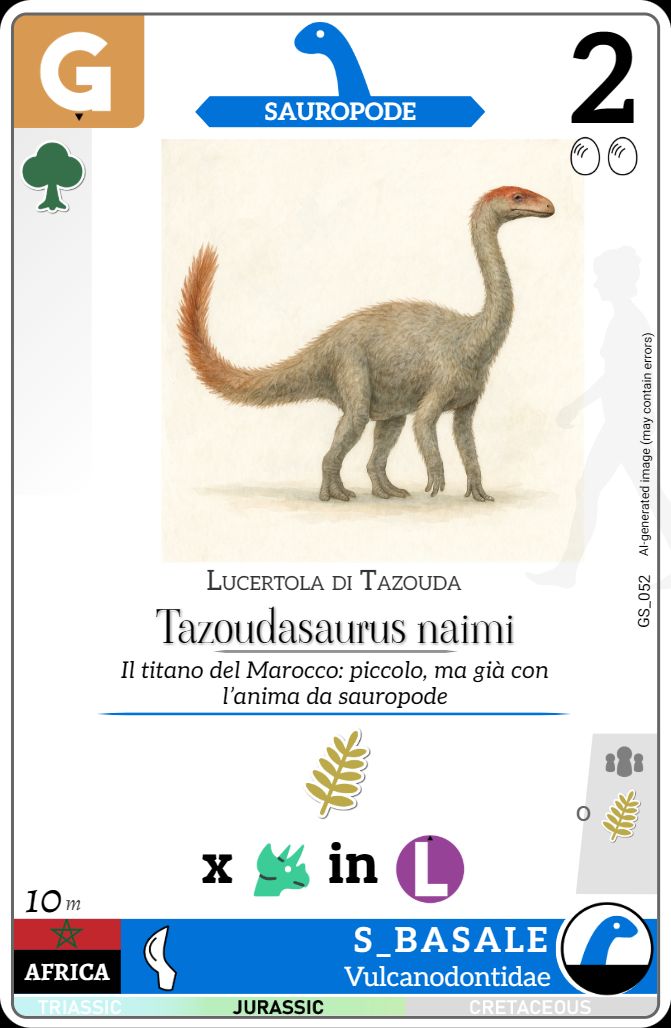 G
SAUROPODE
2
AI-generated image (may contain errors)
GS_052
LUCERTOLA DI TAZOUDA
Tazoudasaurus naimi
Il titano del Marocco: piccolo, ma già con
l'anima da sauropode
o
x in L
10 m
AFRICA
S_BASALE
Vulcanodontidae
TRIASSIC JURASSIC CRETACEOUS